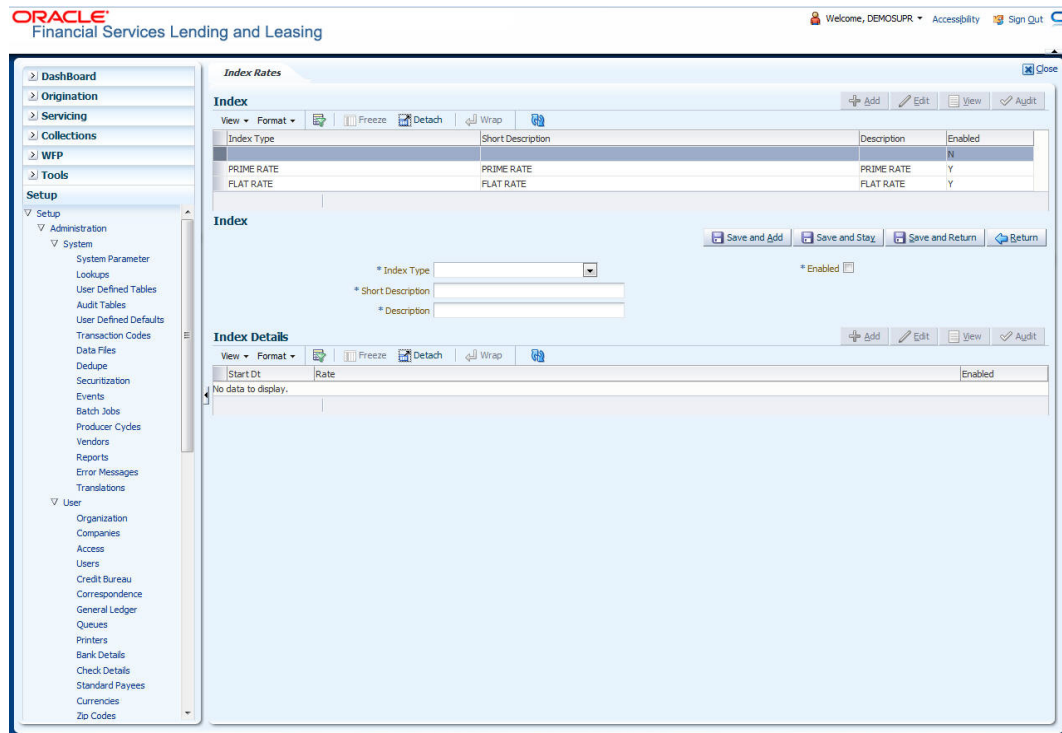 ORACLE
Financial Services Lending and Leasing
Welcome, DEMOSUPR
Accessibility
Sign Out
DashBoard
Origination
Servicing
Collections
WFP
Tools
Setup
Setup
Administration
System
System Parameter
Lookups
User Defined Tables
Audit Tables
User Defined Defaults
Transaction Codes
Data Files
Dedupe
Securitization
Events
Batch Jobs
Producer Cycles
Vendors
Reports
Error Messages
Translations
User
Organization
Companies
Access
Users
Credit Bureau
Correspondence
General Ledger
Queues
Printers
Bank Details
Check Details
Standard Payees
Currencies
Zip Codes
Index Rates
Close
Index
Add Edit View Audit
View Format Freeze Detach Wrap
Index Type Short Description Description Enabled
N
PRIME RATE PRIME RATE PRIME RATE Y
FLAT RATE FLAT RATE FLAT RATE Y
Index
Save and Add Save and Stay Save and Return Return
* Index Type
* Enabled
* Short Description
* Description
Index Details
Add Edit View Audit
View Format Freeze Detach Wrap
Start Dt Rate Enabled
No data to display.